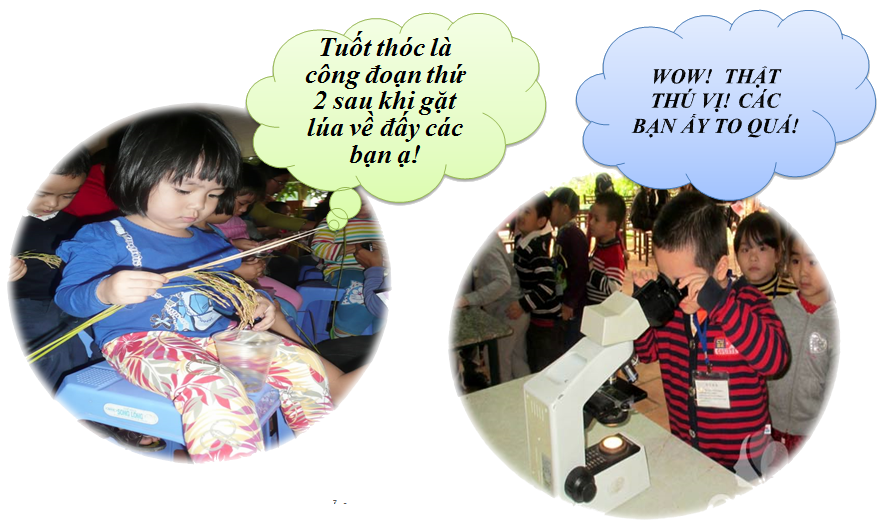 Tuốt thóc là
công đoạn thứ
2 sau khi gặt
lúa về đấy các
bạn ạ!
WOW! THẬT
THÚ VỊ! CÁC
BẠN ẤY TO QUÁ!
7 -